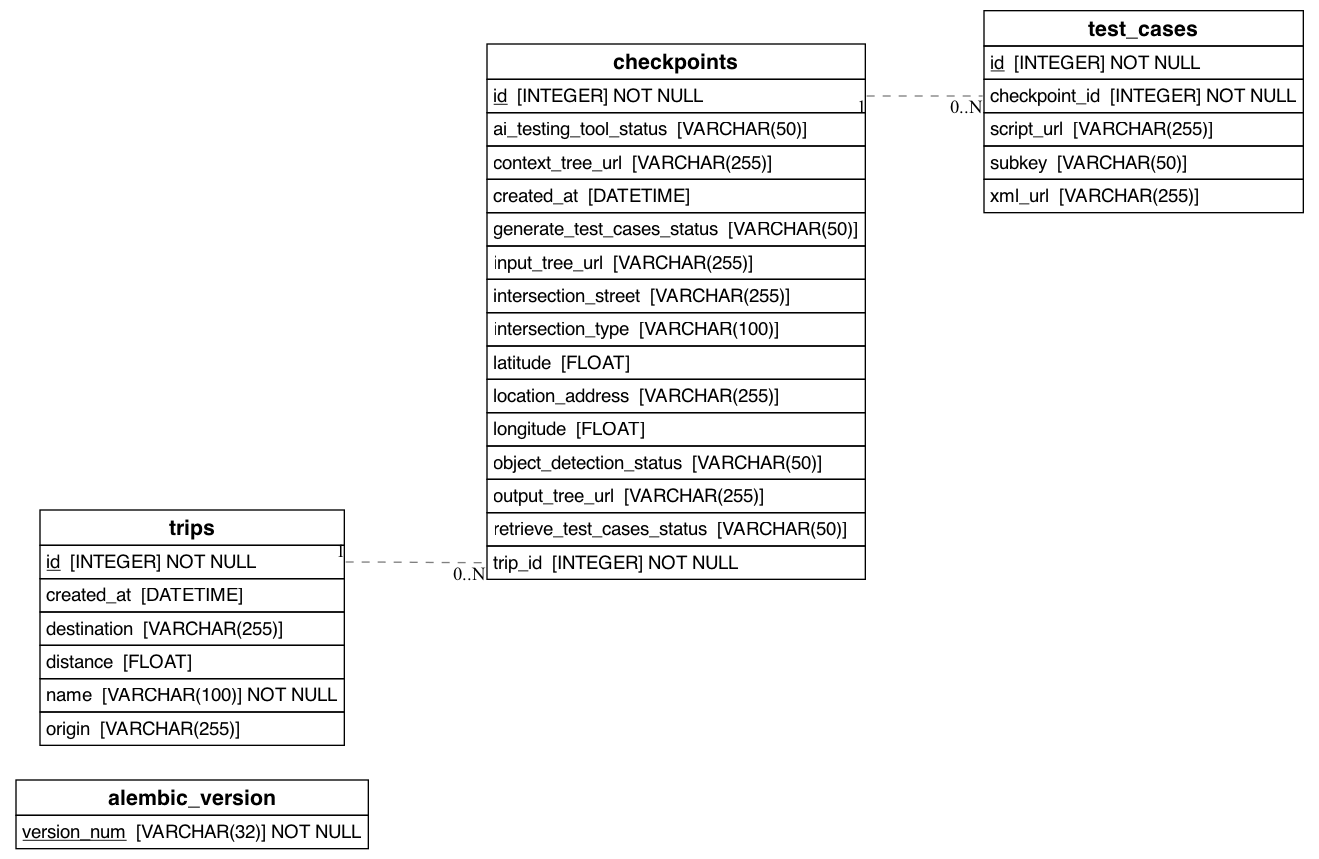 test_cases
id [INTEGER] NOT NULL
checkpoint_id [INTEGER] NOT NULL
script_url [VARCHAR(255)]
subkey [VARCHAR(50)]
xml_url [VARCHAR(255)]
checkpoints
id [INTEGER] NOT NULL
1
0..N
ai_testing_tool_status [VARCHAR(50)]
context_tree_url [VARCHAR(255)]
created_at [DATETIME]
generate_test_cases_status [VARCHAR(50)]
input_tree_url [VARCHAR(255)]
intersection_street [VARCHAR(255)]
intersection_type [VARCHAR(100)]
latitude [FLOAT]
location_address [VARCHAR(255)]
longitude [FLOAT]
object_detection_status [VARCHAR(50)]
output_tree_url [VARCHAR(255)]
retrieve_test_cases_status [VARCHAR(50)]
trip_id [INTEGER] NOT NULL
trips
id [INTEGER] NOT NULL
1
0..N
created_at [DATETIME]
destination [VARCHAR(255)]
distance [FLOAT]
name [VARCHAR(100)] NOT NULL
origin [VARCHAR(255)]
alembic_version
version_num [VARCHAR(32)] NOT NULL